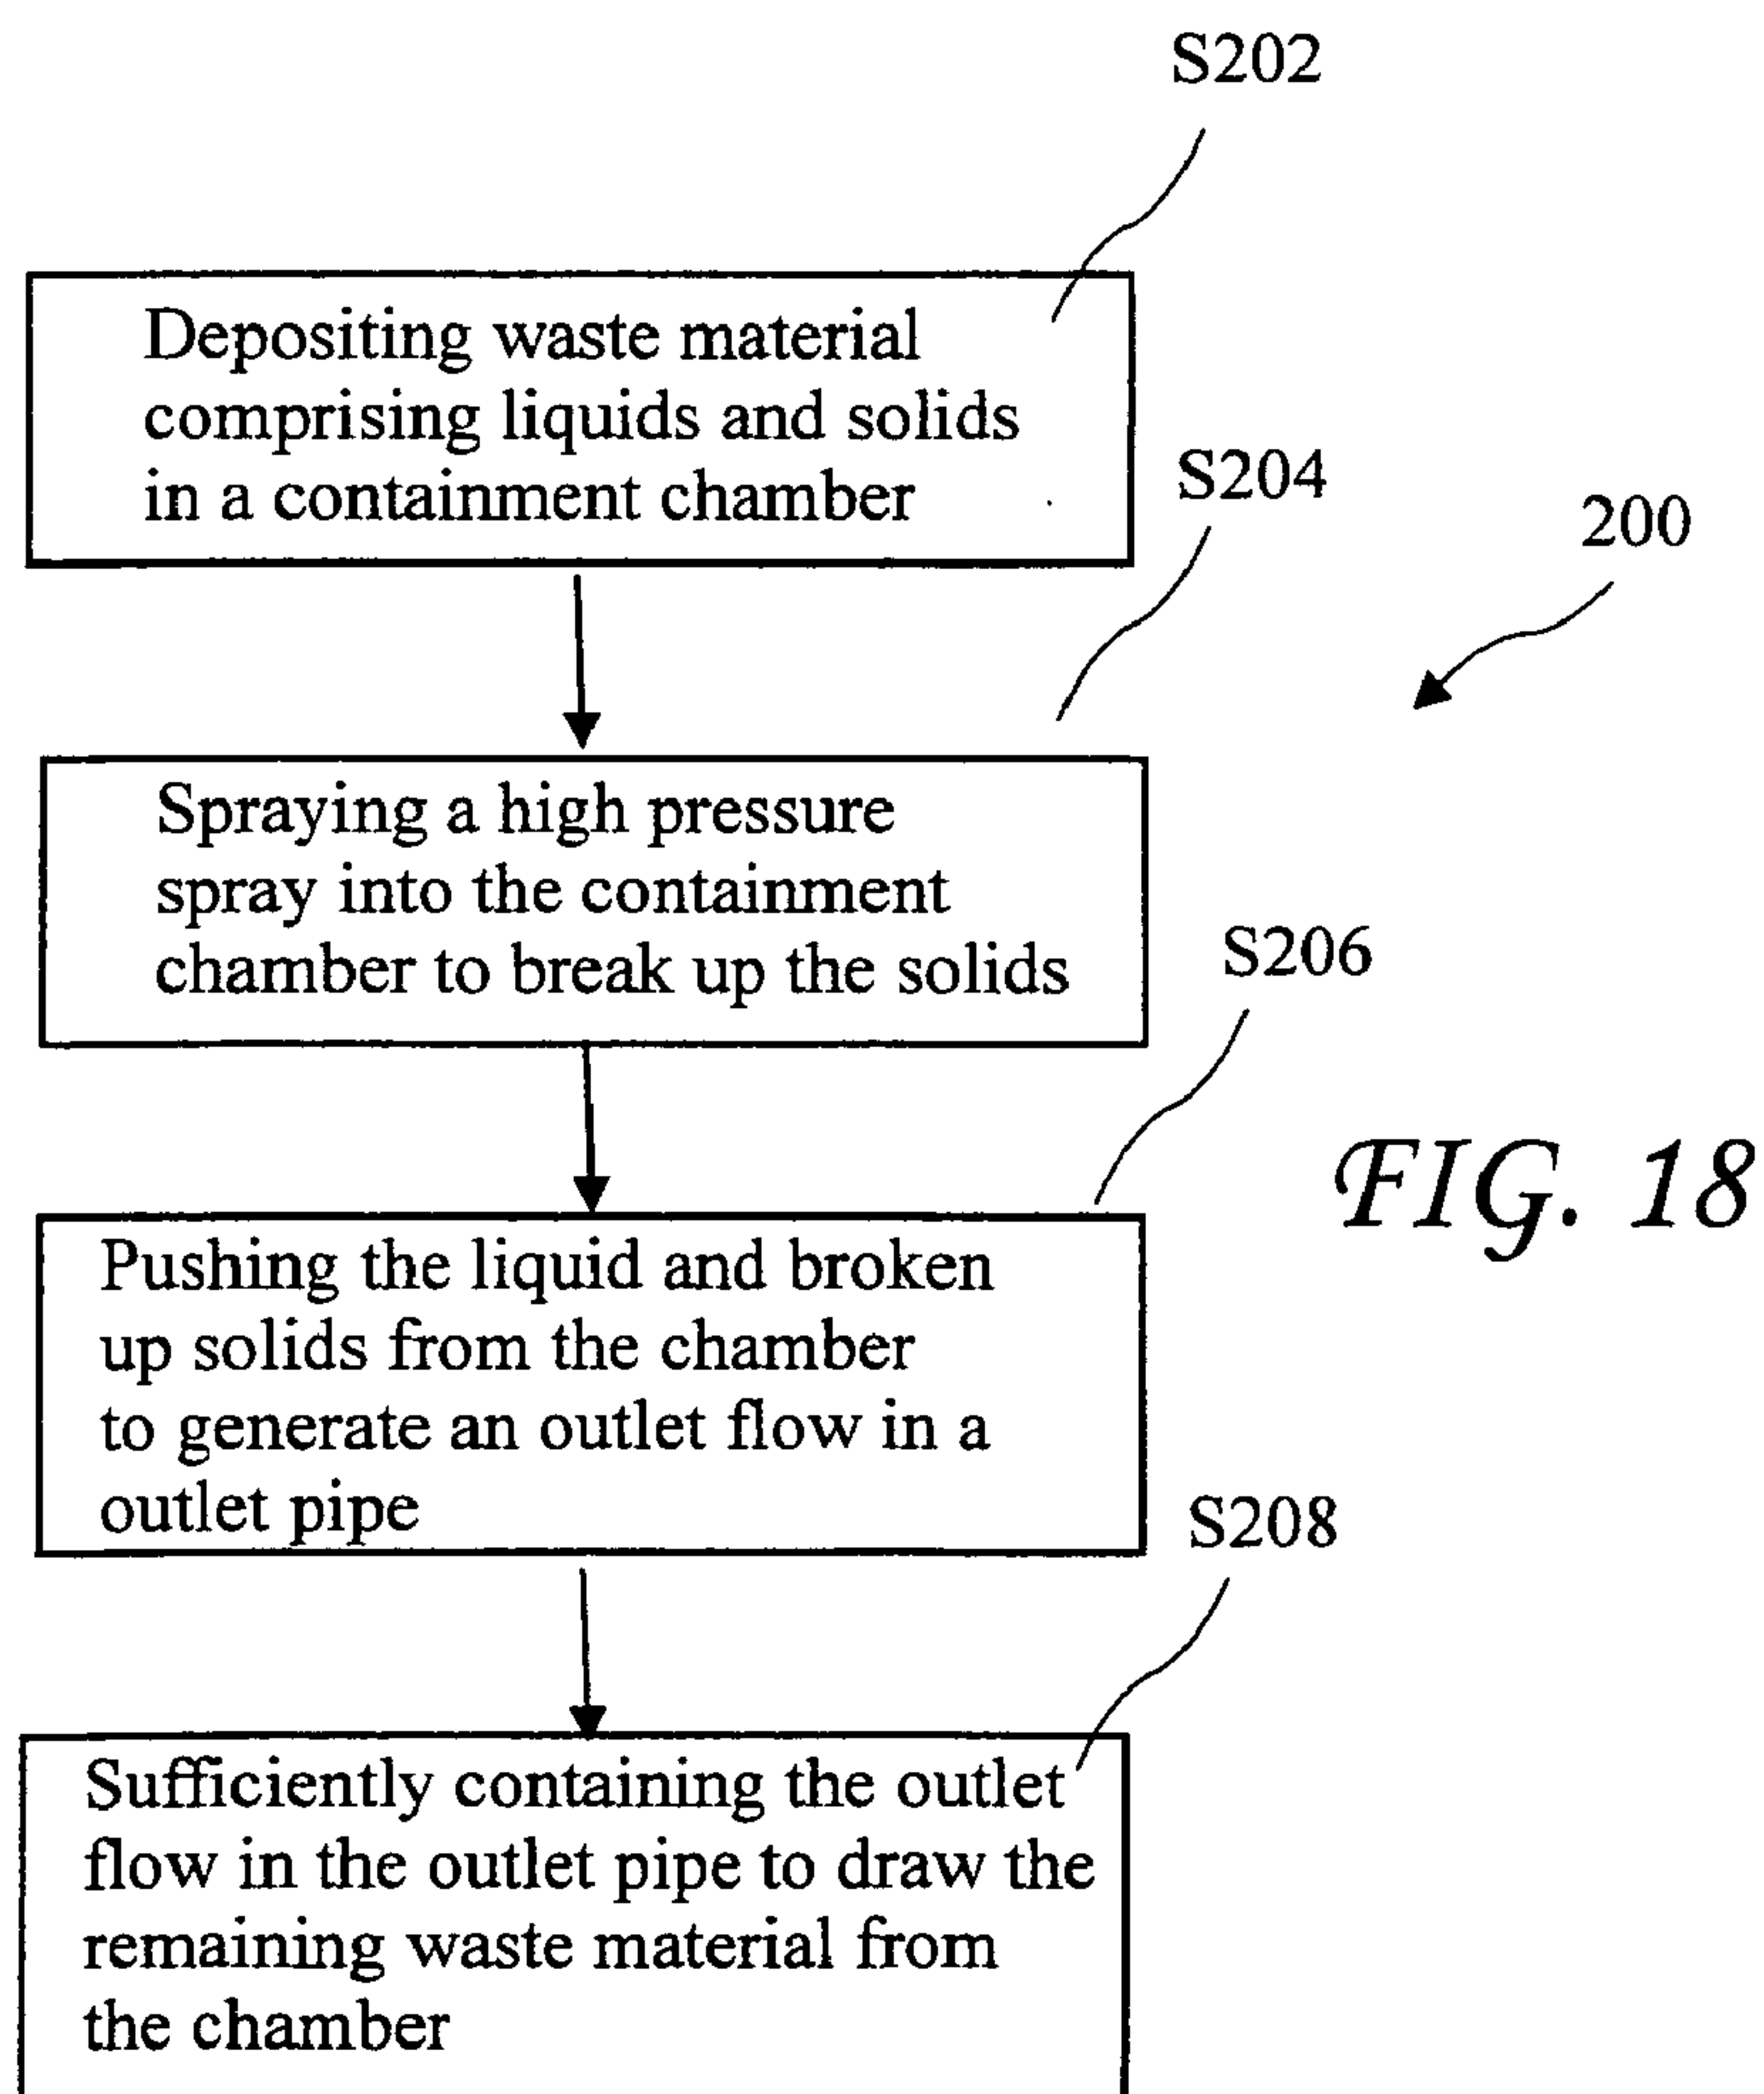 S202
Depositing waste material
comprising liquids and solids
in a containment chamber
S204
200
Spraying a high pressure
spray into the containment
chamber to break up the solids
S206
FIG. 18
Pushing the liquid and broken
up solids from the chamber
to generate an outlet flow in a
outlet pipe
S208
Sufficiently containing the outlet
flow in the outlet pipe to draw the
remaining waste material from
the chamber